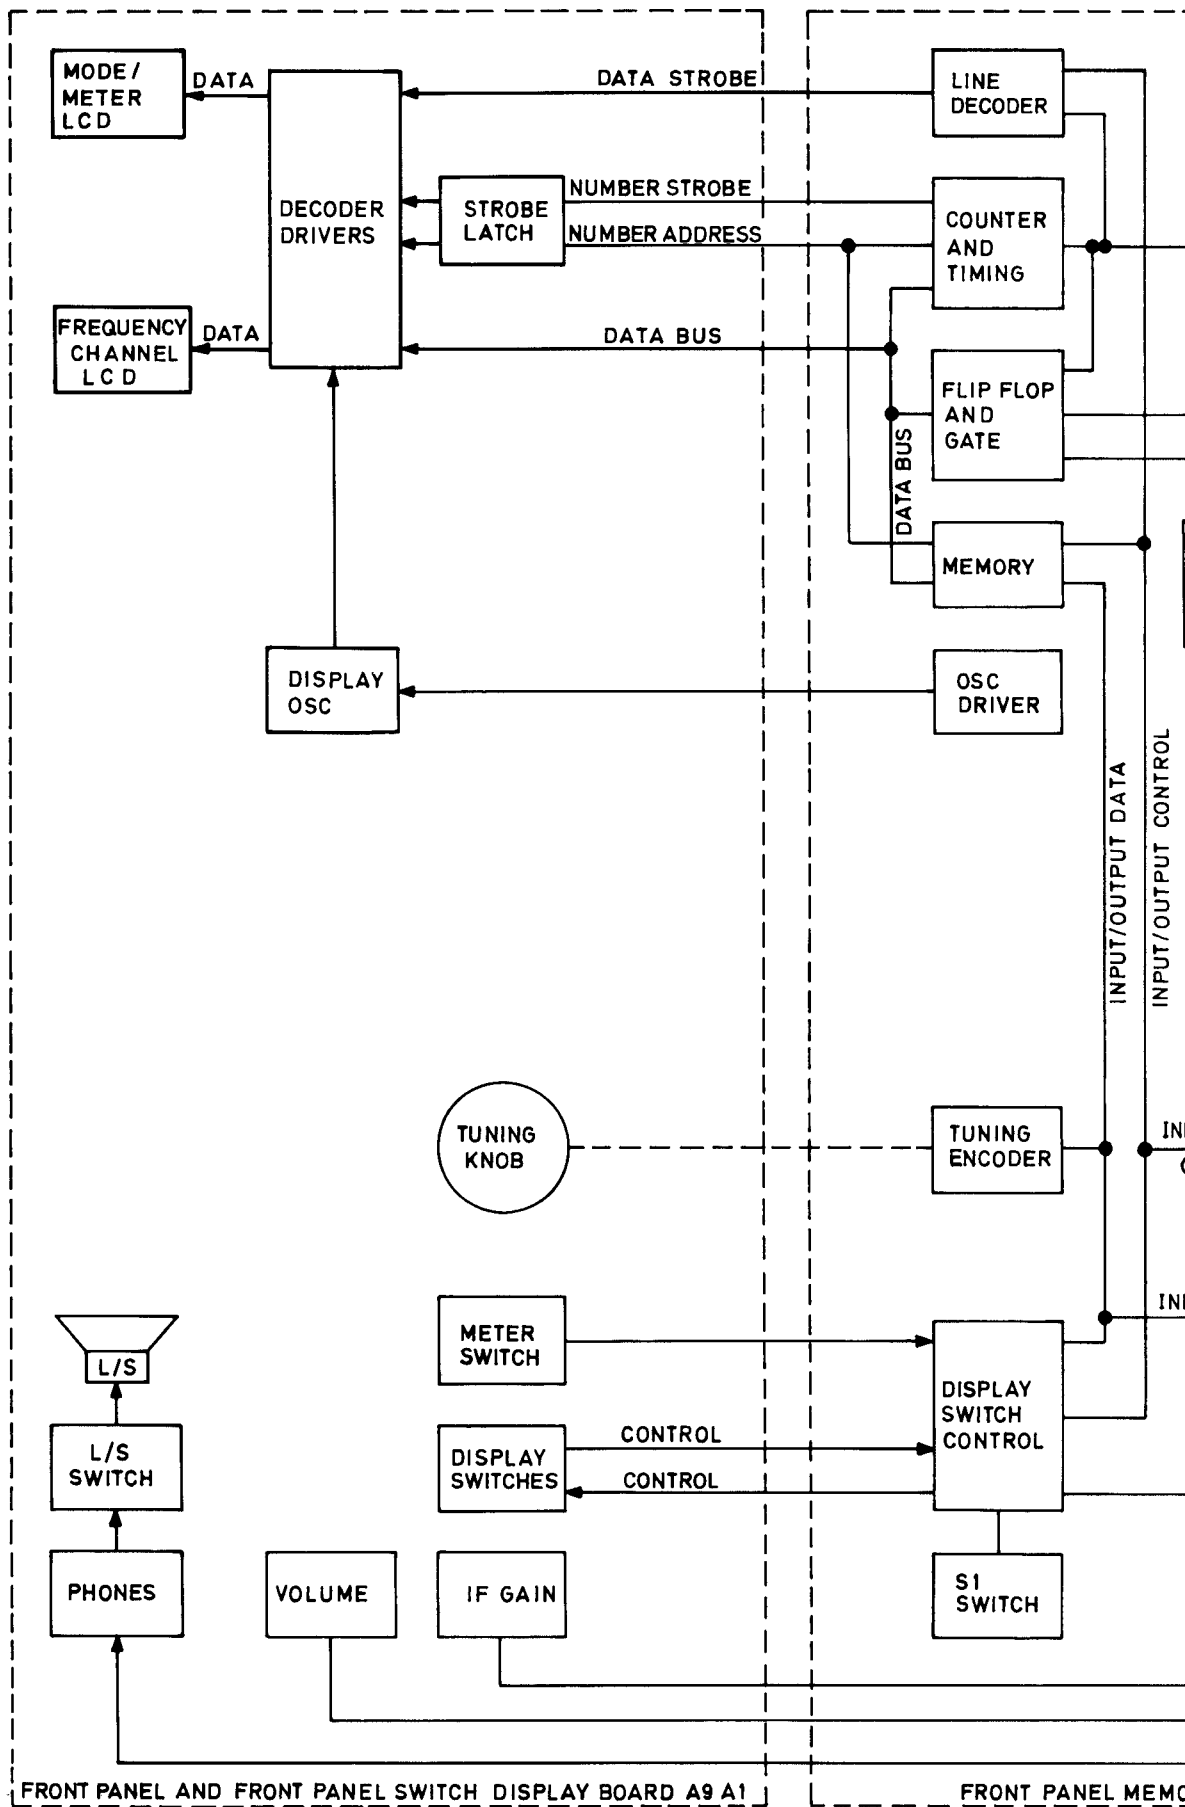 MODE/
METER
LCD
DATA
DATA STROBE
LINE
DECODER
DECODER
DRIVERS
STROBE
LATCH
NUMBER STROBE
NUMBER ADDRESS
COUNTER
AND
TIMING
FREQUENCY
CHANNEL
LCD
DATA
DATA BUS
FLIP FLOP
AND
GATE
DATA BUS
MEMORY
DISPLAY
OSC
OSC
DRIVER
INPUT/OUTPUT DATA
INPUT/OUTPUT CONTROL
TUNING
KNOB
TUNING
ENCODER
L/S
METER
SWITCH
DISPLAY
SWITCH
CONTROL
L/S
SWITCH
DISPLAY
SWITCHES
CONTROL
CONTROL
PHONES
VOLUME
IF GAIN
S1
SWITCH
FRONT PANEL AND FRONT PANEL SWITCH DISPLAY BOARD A9 A1
FRONT PANEL